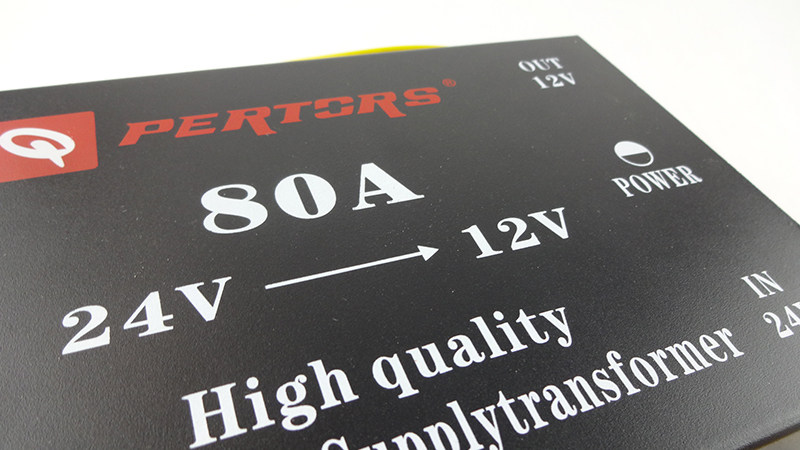 OUT
12V
Q PERTORS®
80A
POWER
24V → 12V
IN
High quality
Supplytransformer